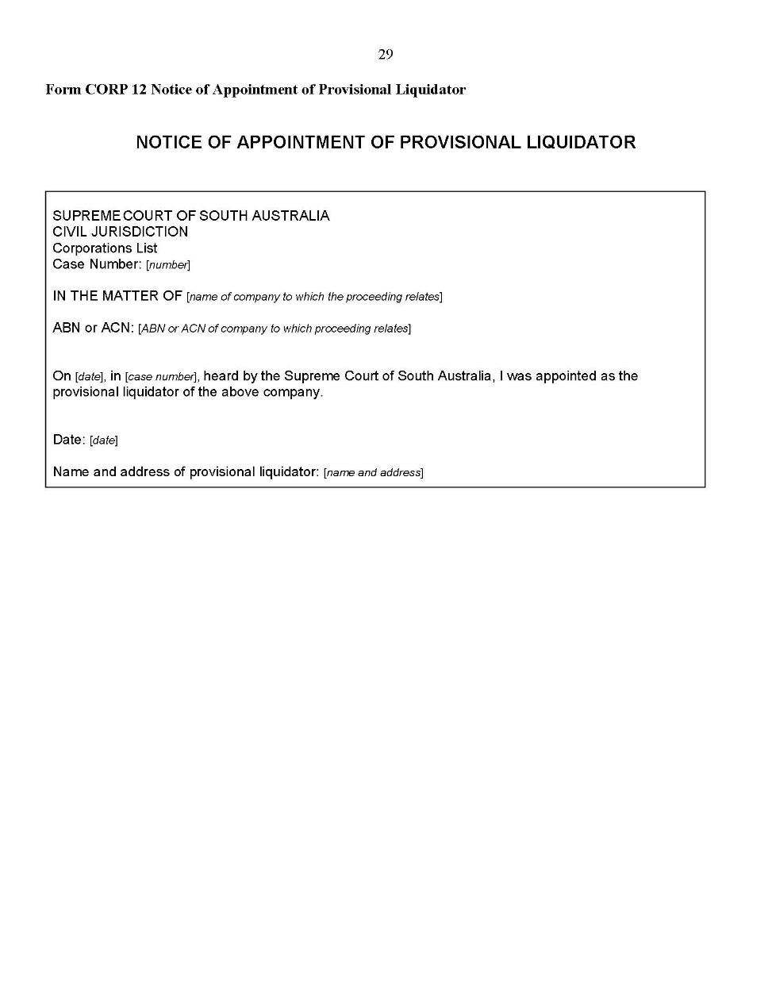 29
Form CORP 12 Notice of Appointment of Provisional Liquidator
NOTICE OF APPOINTMENT OF PROVISIONAL LIQUIDATOR
SUPREME COURT OF SOUTH AUSTRALIA
CIVIL JURISDICTION
Corporations List
Case Number: [number]
IN THE MATTER OF [name of company to which the proceeding relates]
ABN or ACN: [ABN or ACN of company to which proceeding relates]
On [date], in [case number], heard by the Supreme Court of South Australia, I was appointed as the
provisional liquidator of the above company.
Date: [date]
Name and address of provisional liquidator: [name and address]